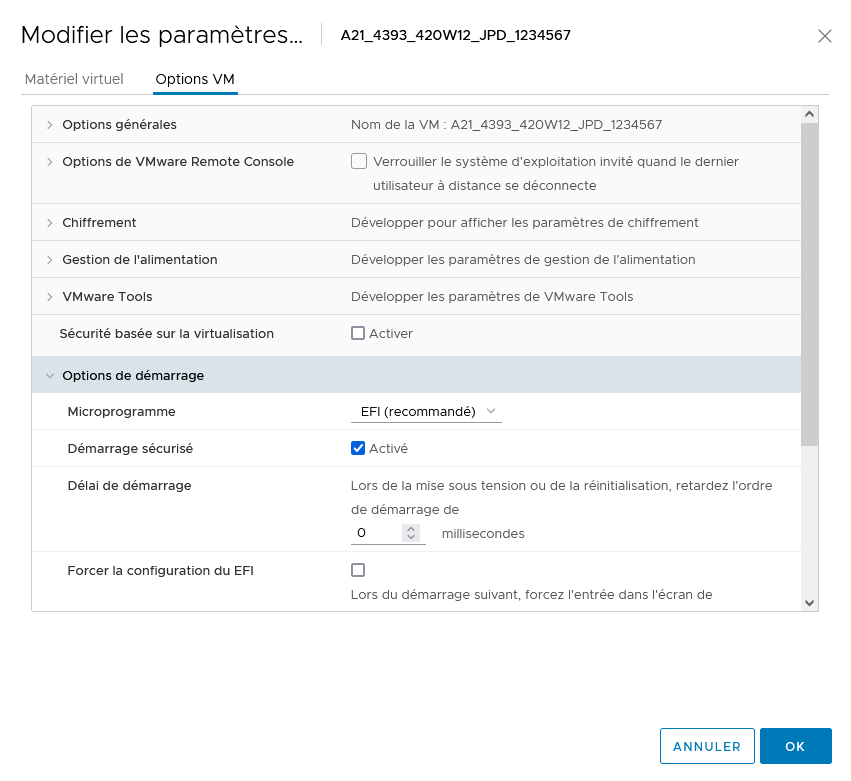 Modifier les paramètres...
A21_4393_420W12_JPD_1234567
Matériel virtuel
Options VM
Options générales
Nom de la VM : A21_4393_420W12_JPD_1234567
Options de VMware Remote Console
Verrouiller le système d'exploitation invité quand le dernier
utilisateur à distance se déconnecte
Chiffrement
Développer pour afficher les paramètres de chiffrement
Gestion de l'alimentation
Développer les paramètres de gestion de l'alimentation
VMware Tools
Développer les paramètres de VMware Tools
Sécurité basée sur la virtualisation
Activer
Options de démarrage
Microprogramme
EFI (recommandé)
Démarrage sécurisé
Activé
Délai de démarrage
Lors de la mise sous tension ou de la réinitialisation, retardez l'ordre
de démarrage de
0
millisecondes
Forcer la configuration du EFI
Lors du démarrage suivant, forcez l'entrée dans l'écran de
ANNULER
OK